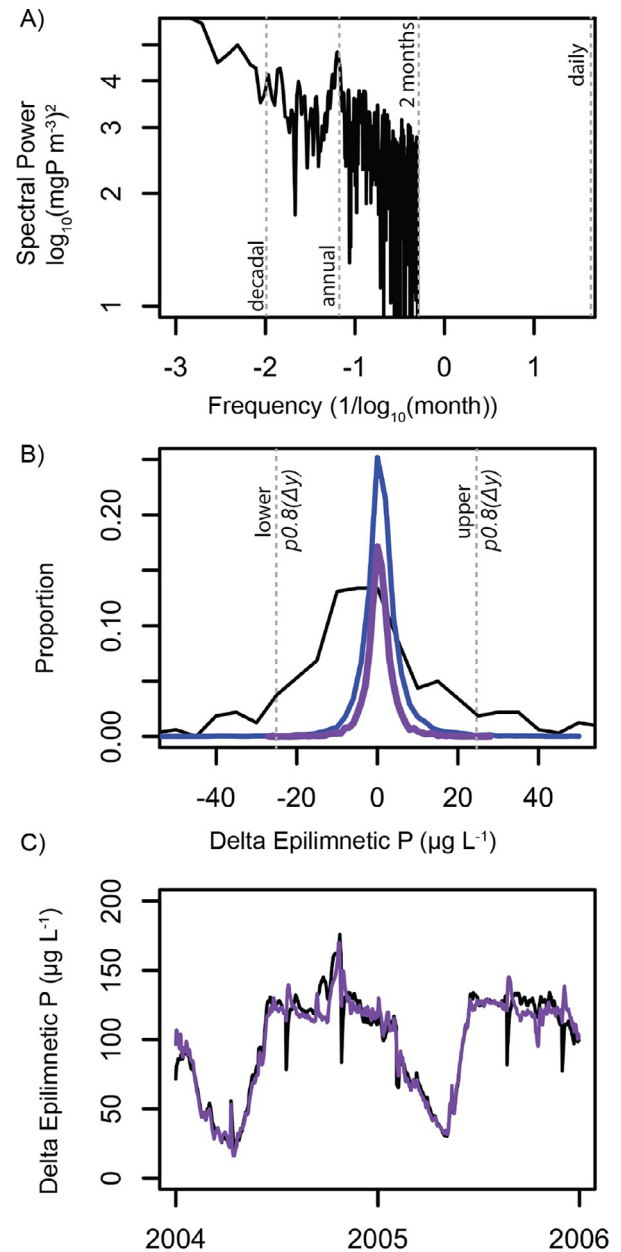 A)
Spectral Power
log10(mgP m-3)2
4
3
2
1
decadal
annual
2 months
daily
-3 -2 -1 0 1
Frequency (1/log10(month))
B)
Proportion
0.20
0.10
0.00
lower
p0.8(Δy)
upper
p0.8(Δy)
-40 -20 0 20 40
Delta Epilimnetic P (µg L-1)
C)
Delta Epilimnetic P (µg L-1)
200
150
100
50
0
2004 2005 2006